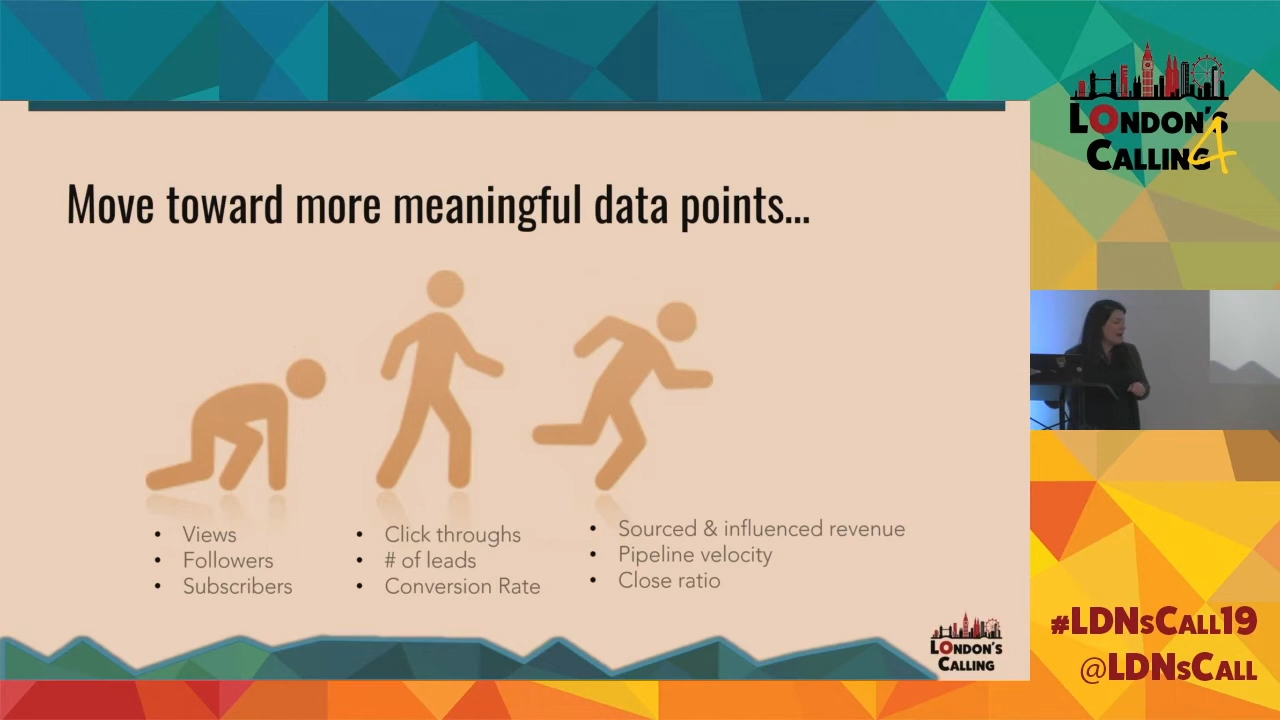 Move toward more meaningful data points...
• Views
• Followers
• Subscribers
• Click throughs
• # of leads
• Conversion Rate
• Sourced & influenced revenue
• Pipeline velocity
• Close ratio
London's
Calling
London's
Calling 4
#LDNsCall19
@LDNsCall